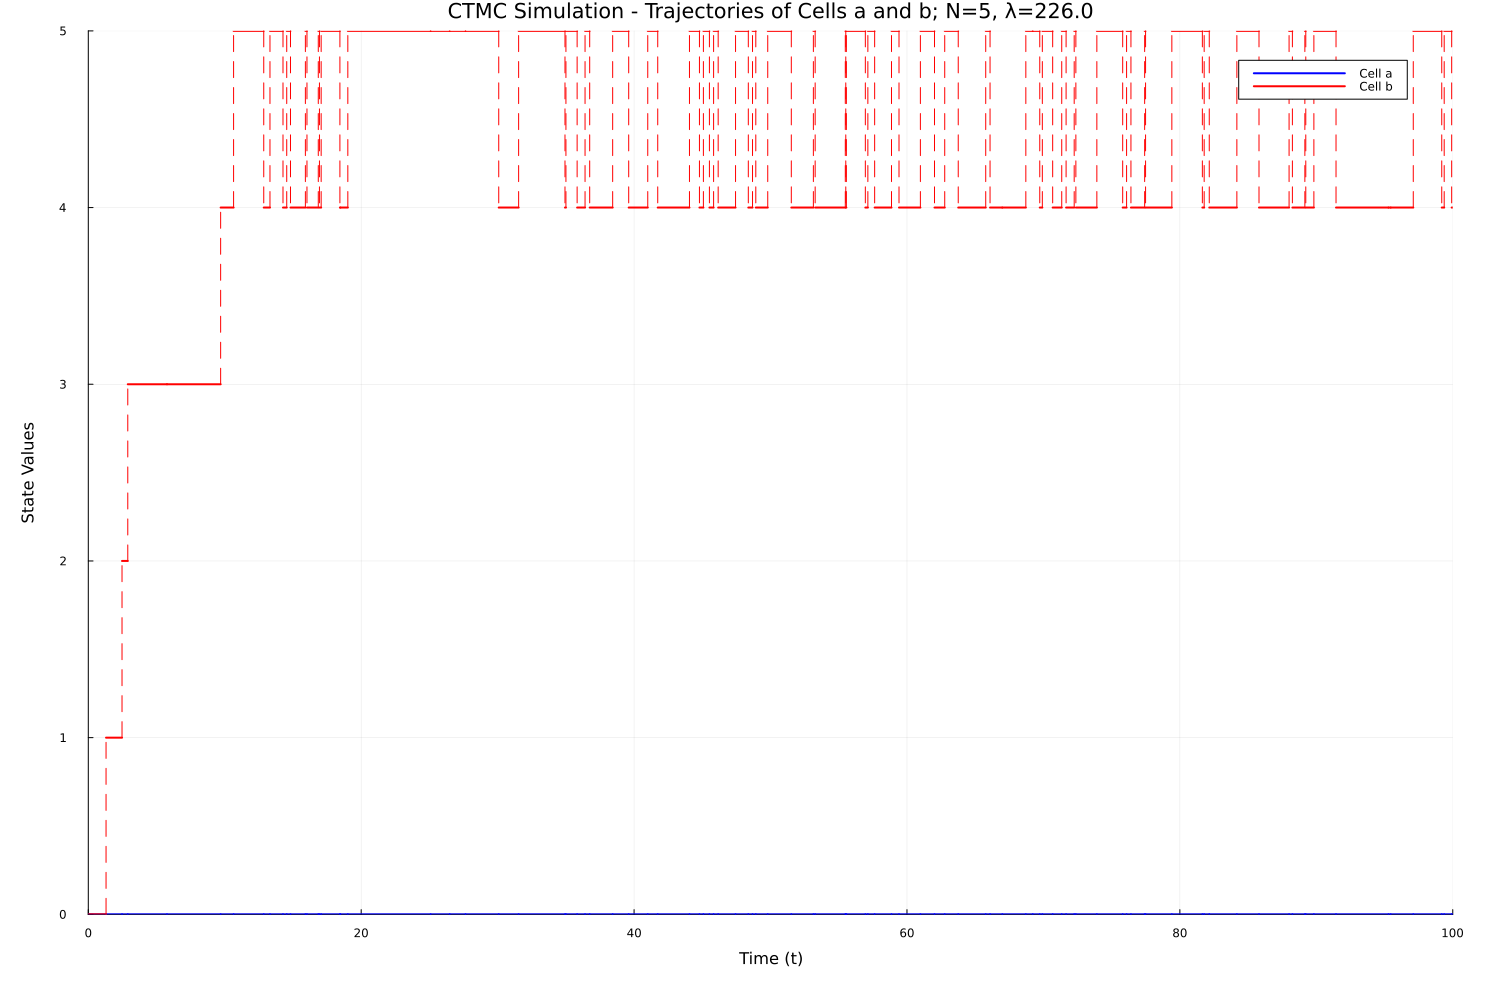 CTMC Simulation - Trajectories of Cells a and b; N=5, λ=226.0
5
Cell a
Cell b
4
3
State Values
2
1
0
0 20 40 60 80 100
Time (t)